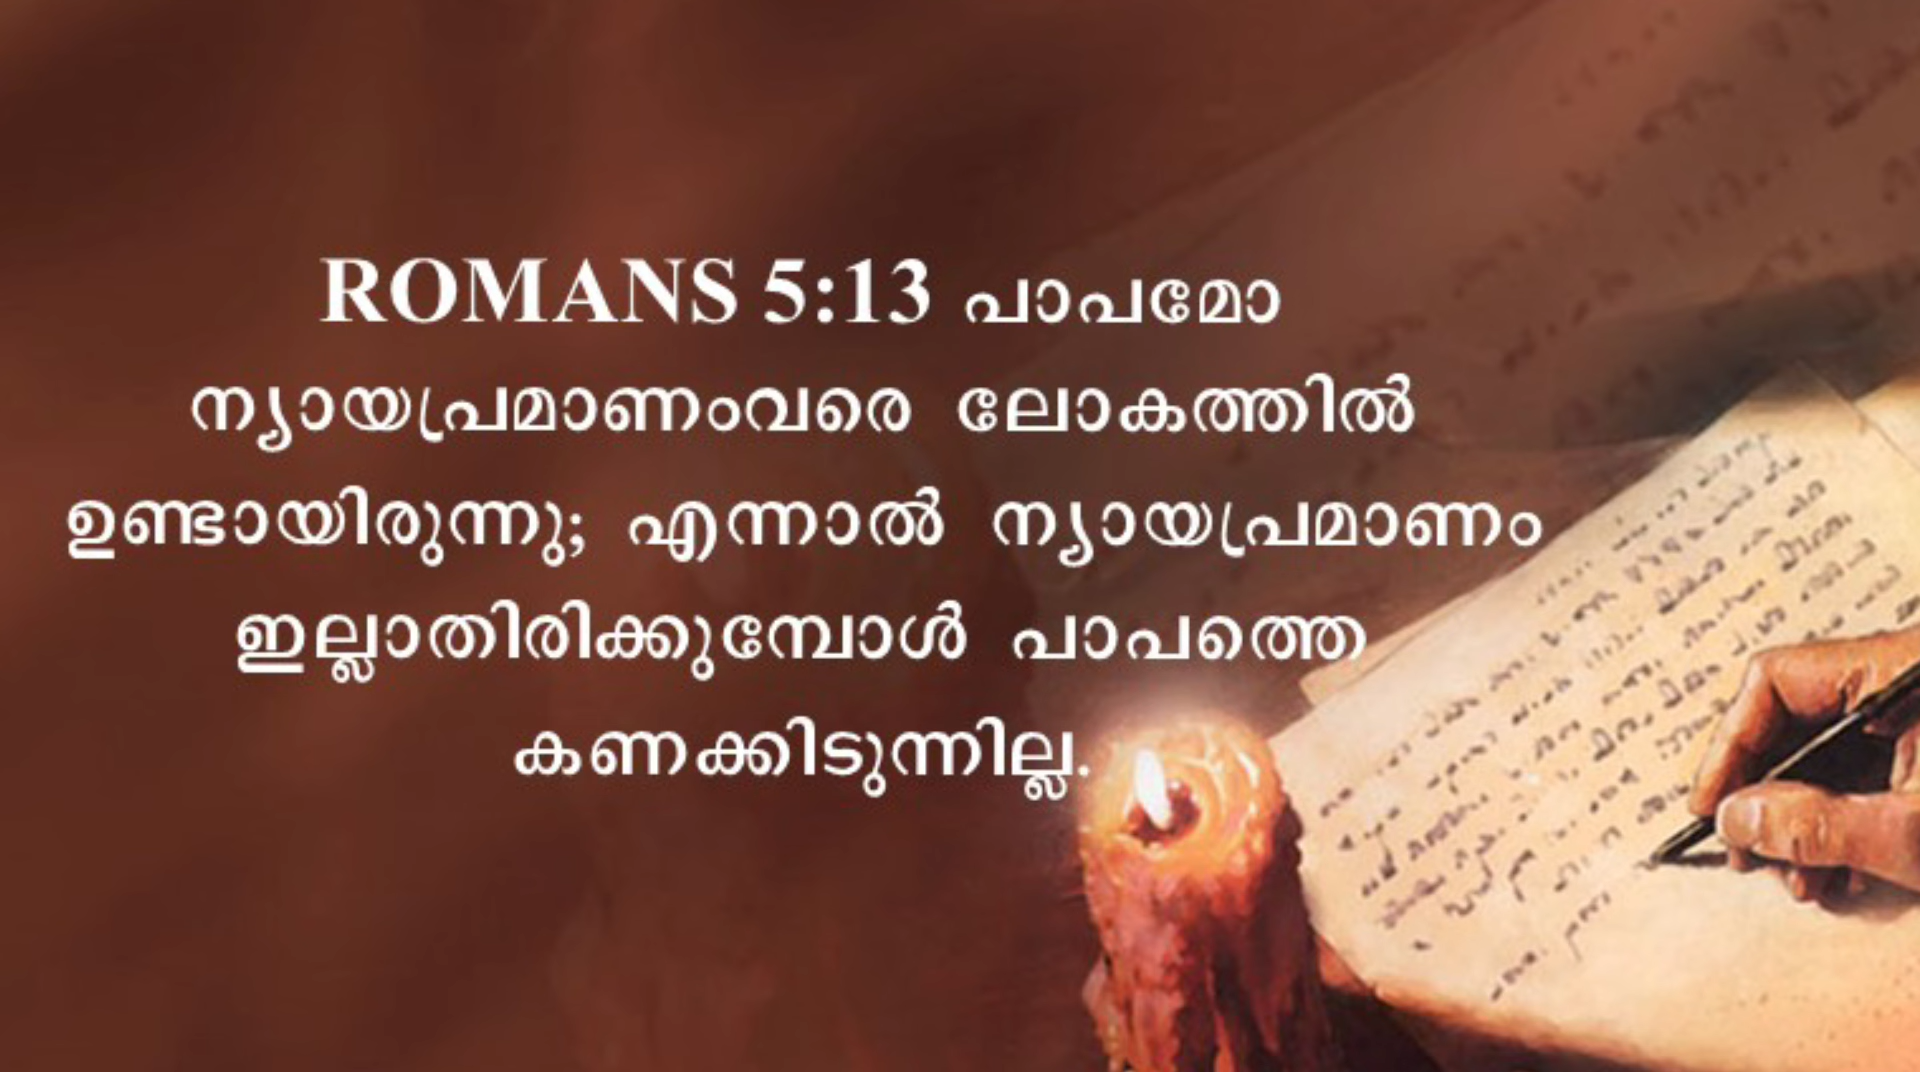 ROMANS 5:13 പാപമോ
ന്യായപ്രമാണംവരെ ലോകത്തിൽ
ഉണ്ടായിരുന്നു; എന്നാൽ ന്യായപ്രമാണം
ഇല്ലാതിരിക്കുമ്പോൾ പാപത്തെ
കണക്കിടുന്നില്ല.